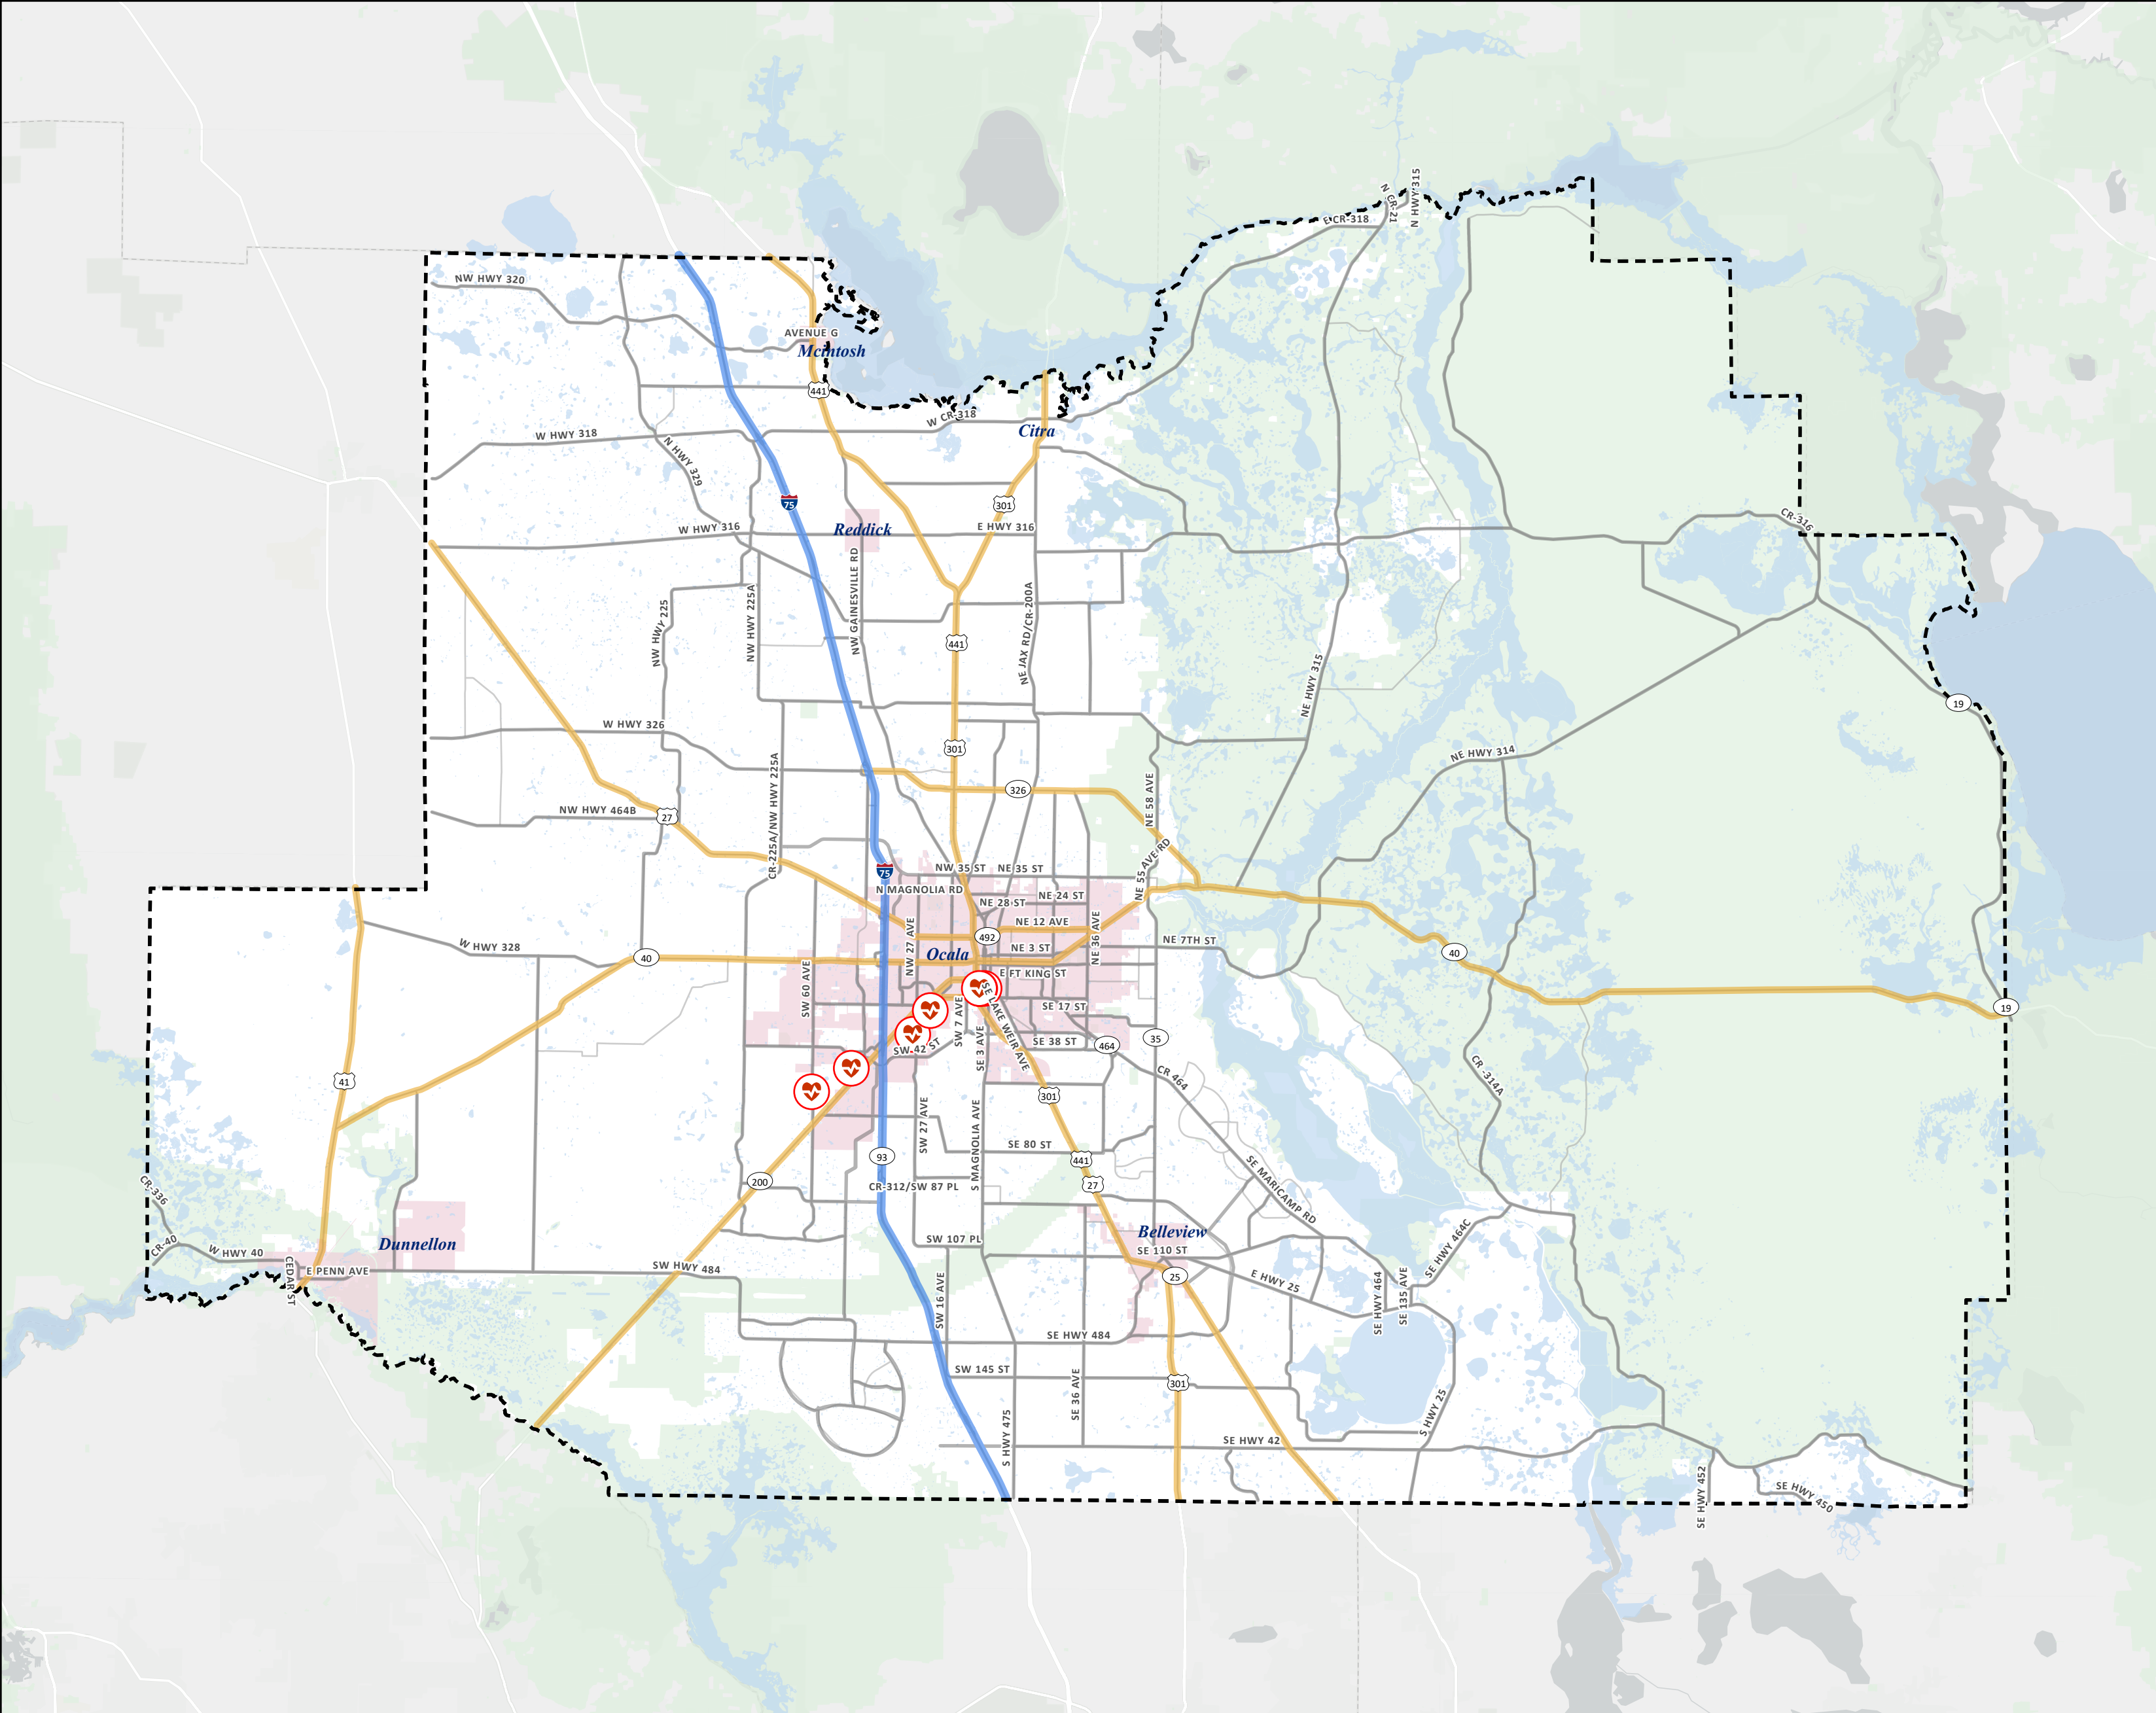 N HWY 315
N CR-21
E CR-318
NW HWY 320
AVENUE G
Mcintosh
441
W CR-318
Citra
W HWY 318
N HWY 329
75
301
CR-316
Reddick
W HWY 316
E HWY 316
NW HWY 225
NW HWY 225A
NW GAINESVILLE RD
NE JAX RD/CR-200A
441
NE HWY 315
19
W HWY 326
301
NE HWY 314
CR-225A/NW HWY 225A
326
NE 58 AVE
NW HWY 464B
27
NE 55 AVE RD
75
NW 35 ST
NE 35 ST
N MAGNOLIA RD
NE 24 ST
NE 28 ST
NE 12 AVE
NW 27 AVE
492
NE 36 AVE
NE 7TH ST
W HWY 328
40
Ocala
NE 3 ST
40
E FT KING ST
SW 60 AVE
SE 17 ST
19
SW 7 AVE
SE LAKE WEIR AVE
SW 42 ST
SE 3 AVE
SE 38 ST
464
35
41
CR 464
CR -314A
301
SW 27 AVE
S MAGNOLIA AVE
SE 80 ST
93
441
200
CR-312/SW 87 PL
27
SE MARICAMP RD
CR-336
Dunnellon
Belleview
CR-40
W HWY 40
SW 107 PL
SE 110 ST
SE HWY 464C
CEDAR ST
E PENN AVE
SW HWY 484
25
E HWY 25
SW 16 AVE
SE HWY 464
SE 135 AVE
SE HWY 484
SW 145 ST
SE 36 AVE
301
S HWY 25
S HWY 475
SE HWY 42
SE HWY 452
SE HWY 450